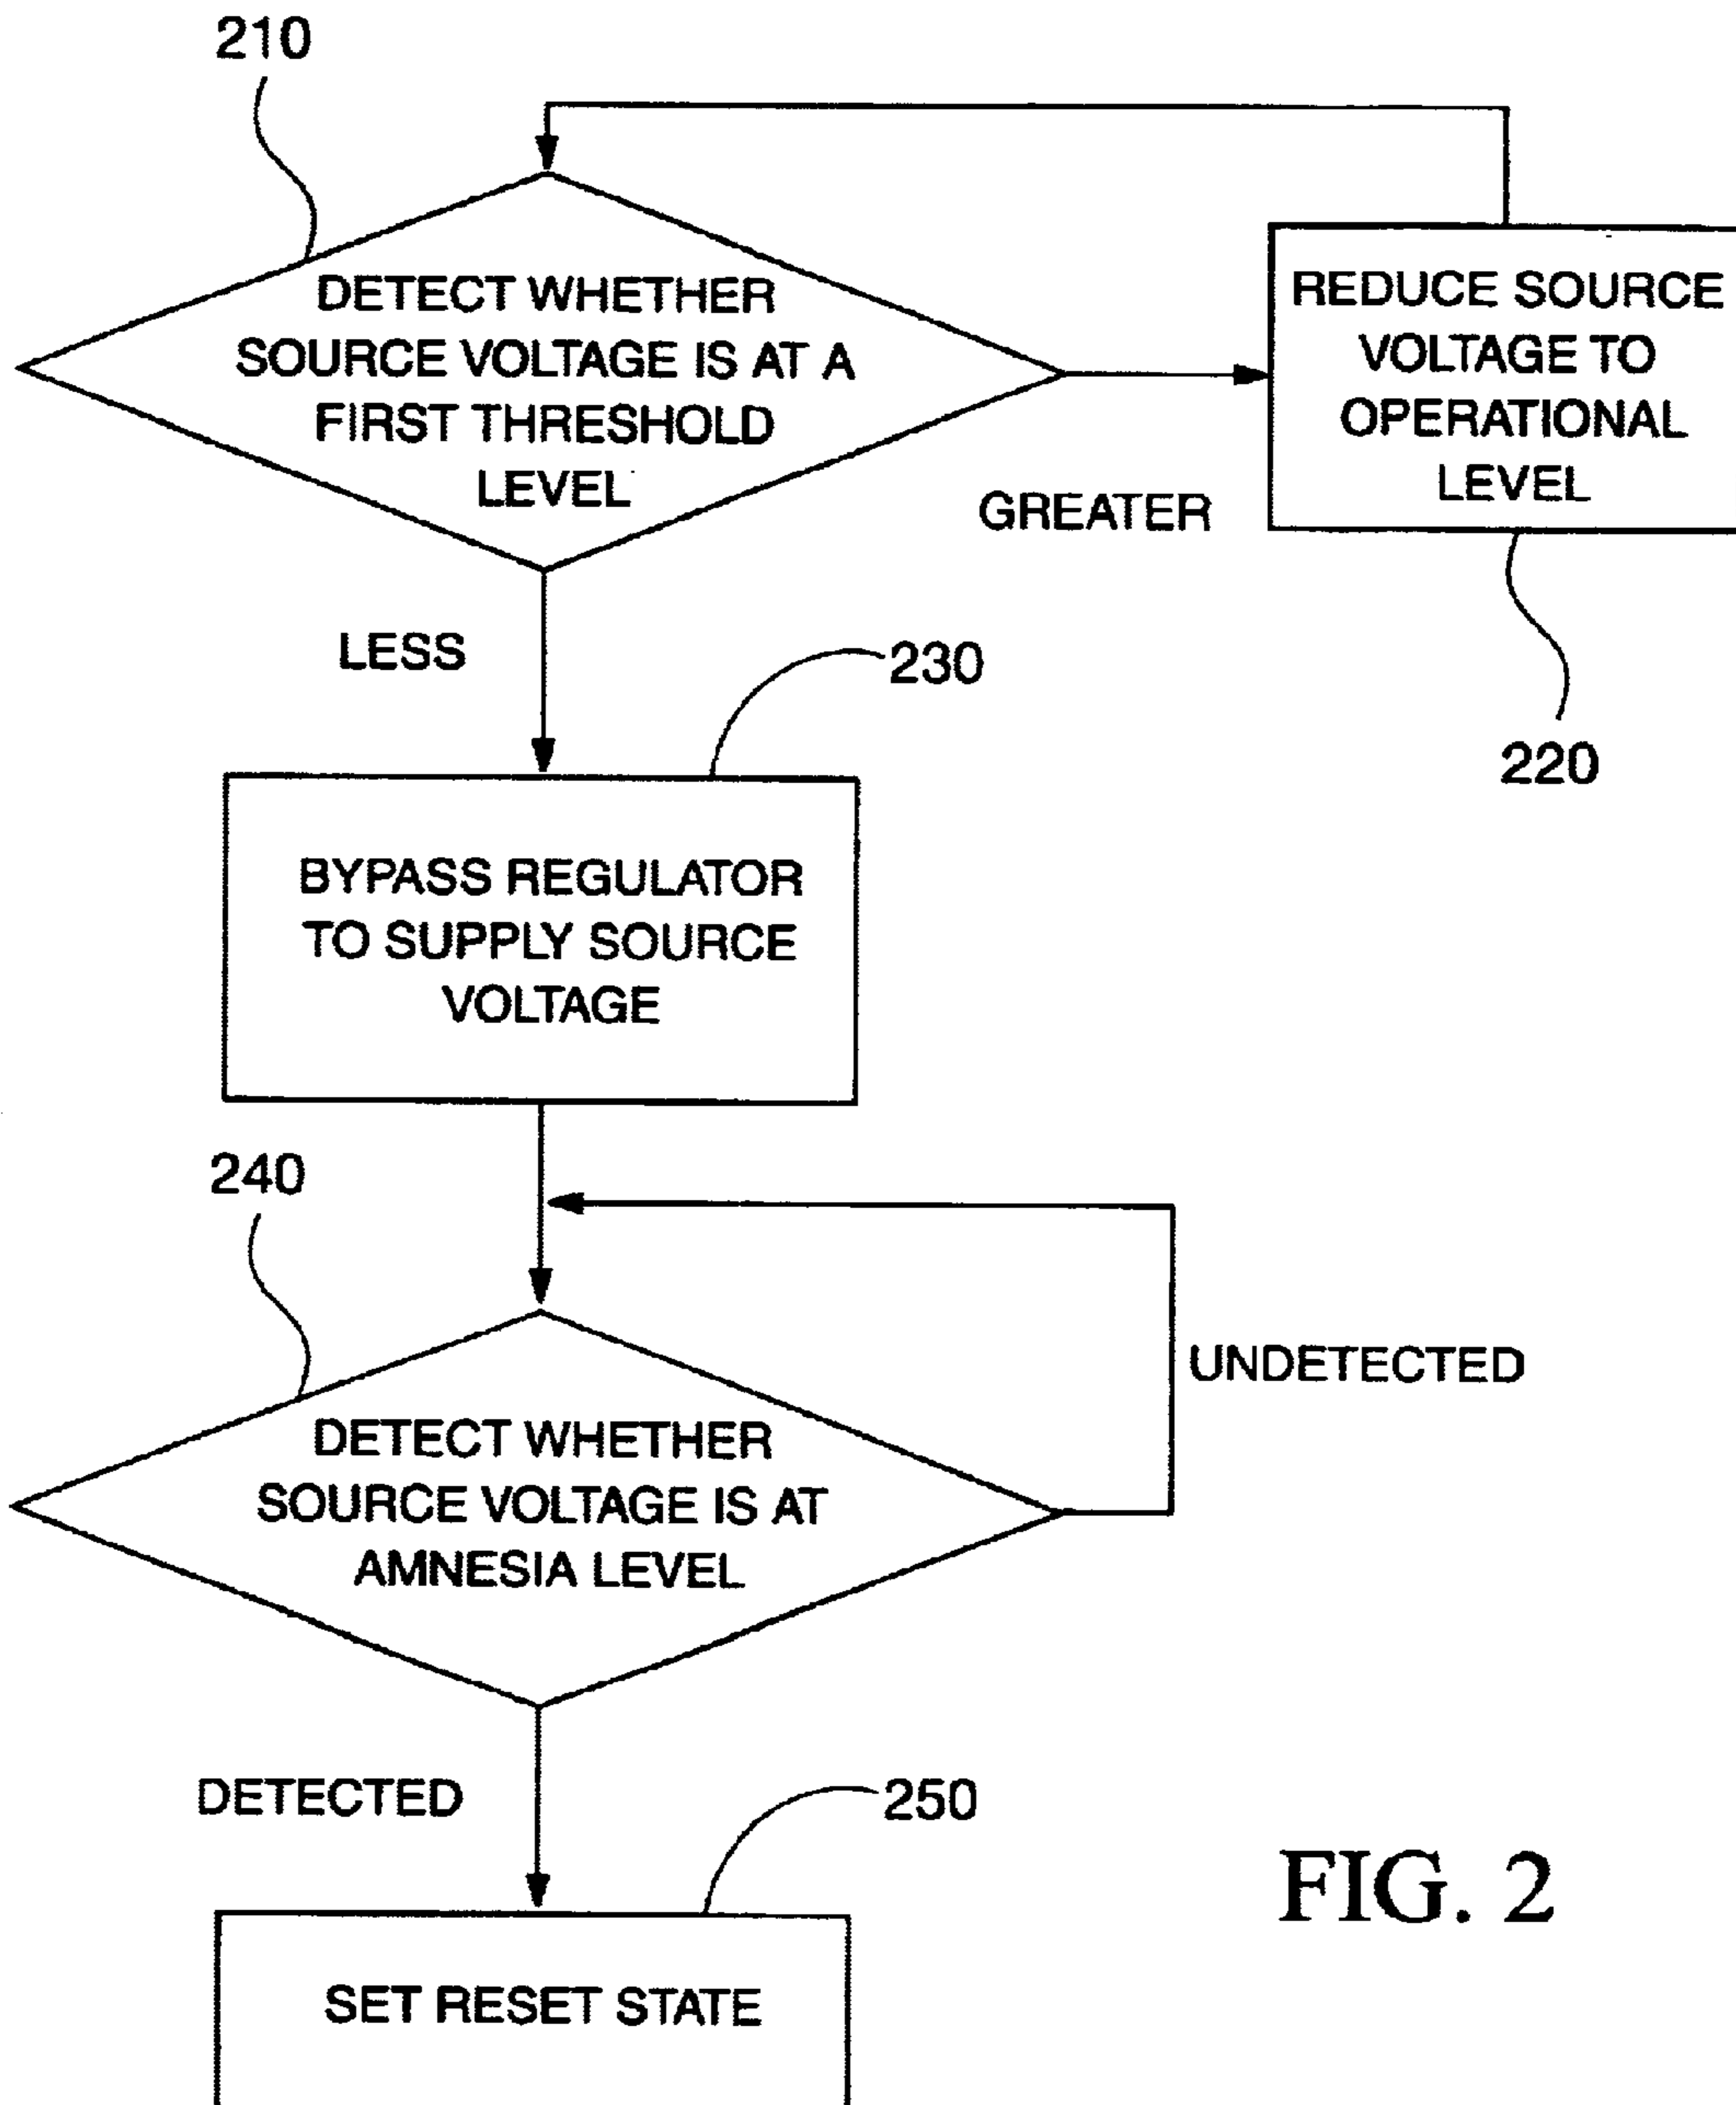 210
DETECT WHETHER
SOURCE VOLTAGE IS AT A
FIRST THRESHOLD
LEVEL
REDUCE SOURCE
VOLTAGE TO
OPERATIONAL
LEVEL
GREATER
220
LESS
230
BYPASS REGULATOR
TO SUPPLY SOURCE
VOLTAGE
240
UNDETECTED
DETECT WHETHER
SOURCE VOLTAGE IS AT
AMNESIA LEVEL
DETECTED
250
SET RESET STATE
FIG. 2